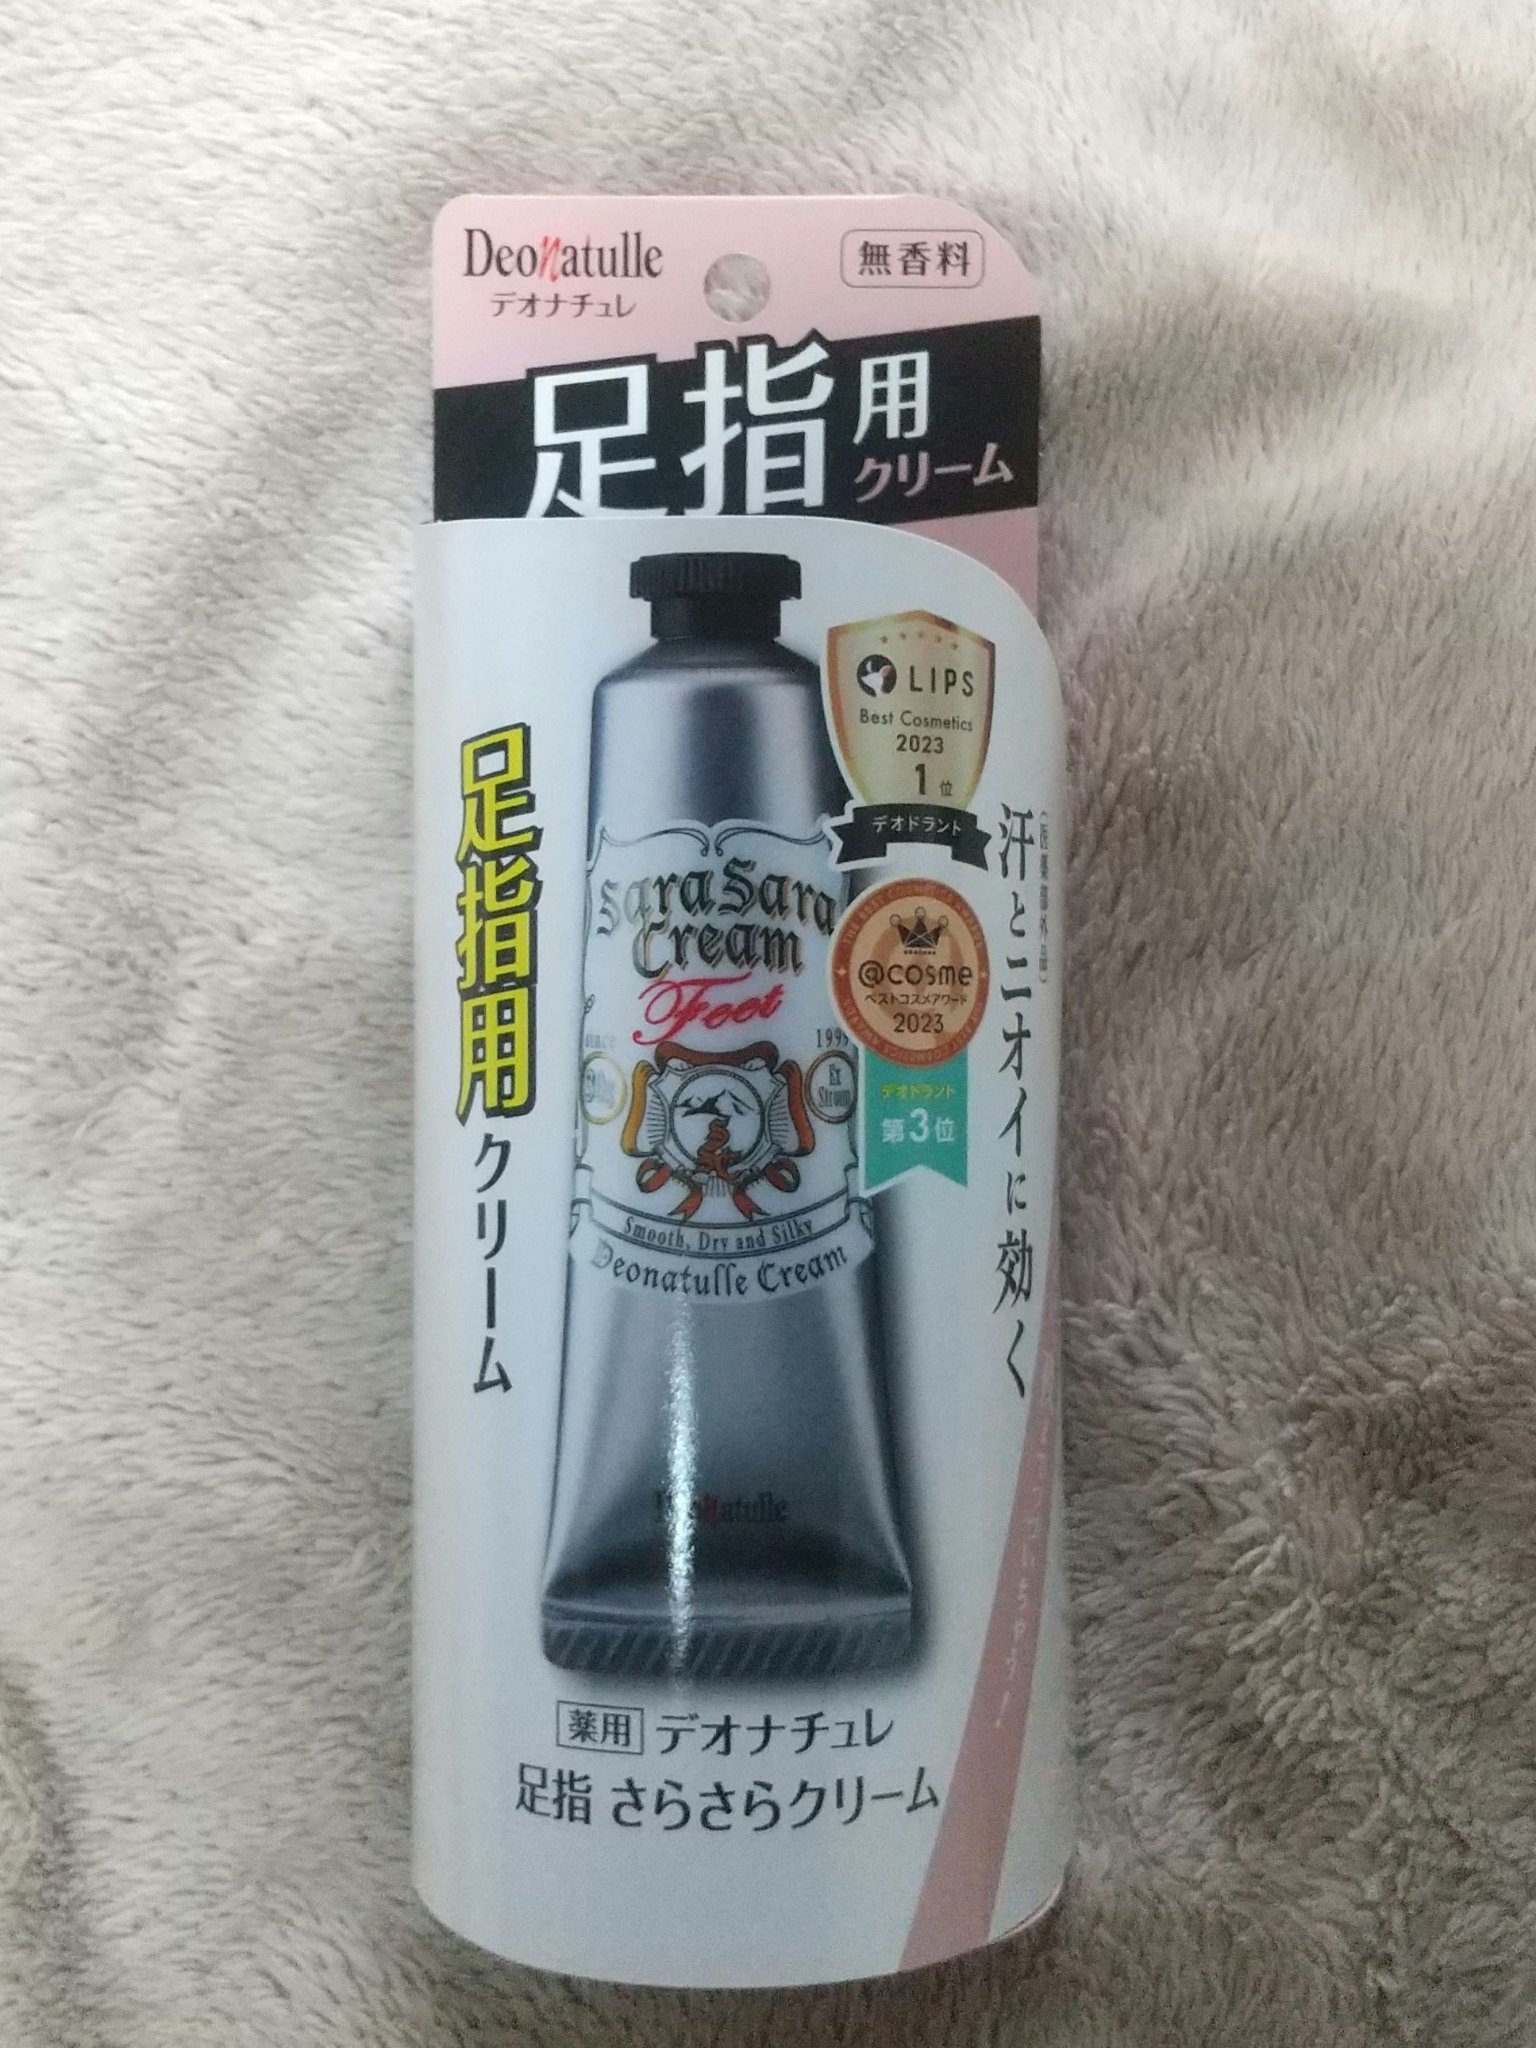 Deonatulle
デオナチュレ
無香料
足指用
クリーム
足指用クリーム
LIPS
Best Cosmetics
2023
1位
デオドラント
@cosme
ベストコスメアワード
2023
デオドラント
第3位
(医薬部外品)
汗とニオイに効く
SaraSara
Cream
Feet
since
1999
Ex
Strong
Smooth, Dry and Silky
Deonatulle Cream
Deonatulle
薬用 デオナチュレ
足指 さらさらクリーム